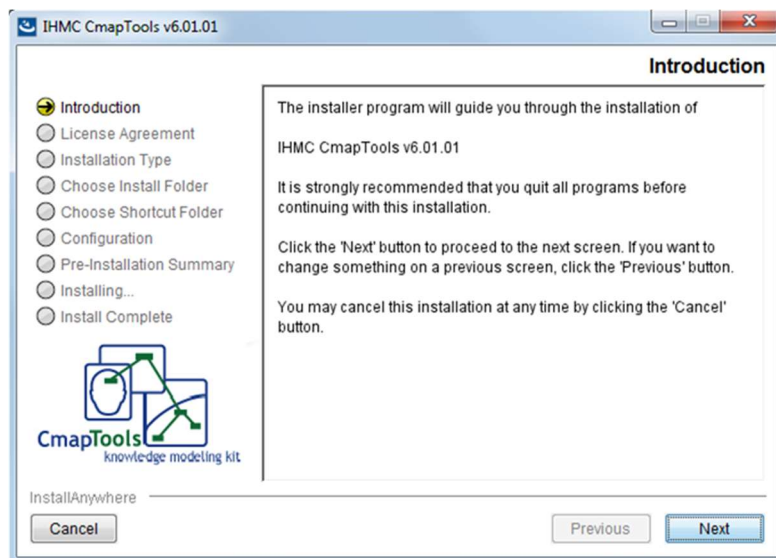 IHMC CmapTools v6.01.01
Introduction
Introduction
License Agreement
Installation Type
Choose Install Folder
Choose Shortcut Folder
Configuration
Pre-Installation Summary
Installing...
Install Complete
The installer program will guide you through the installation of
IHMC CmapTools v6.01.01
It is strongly recommended that you quit all programs before
continuing with this installation.
Click the 'Next' button to proceed to the next screen. If you want to
change something on a previous screen, click the 'Previous' button.
You may cancel this installation at any time by clicking the 'Cancel'
button.
CmapTools
knowledge modeling kit
InstallAnywhere
Cancel
Previous
Next